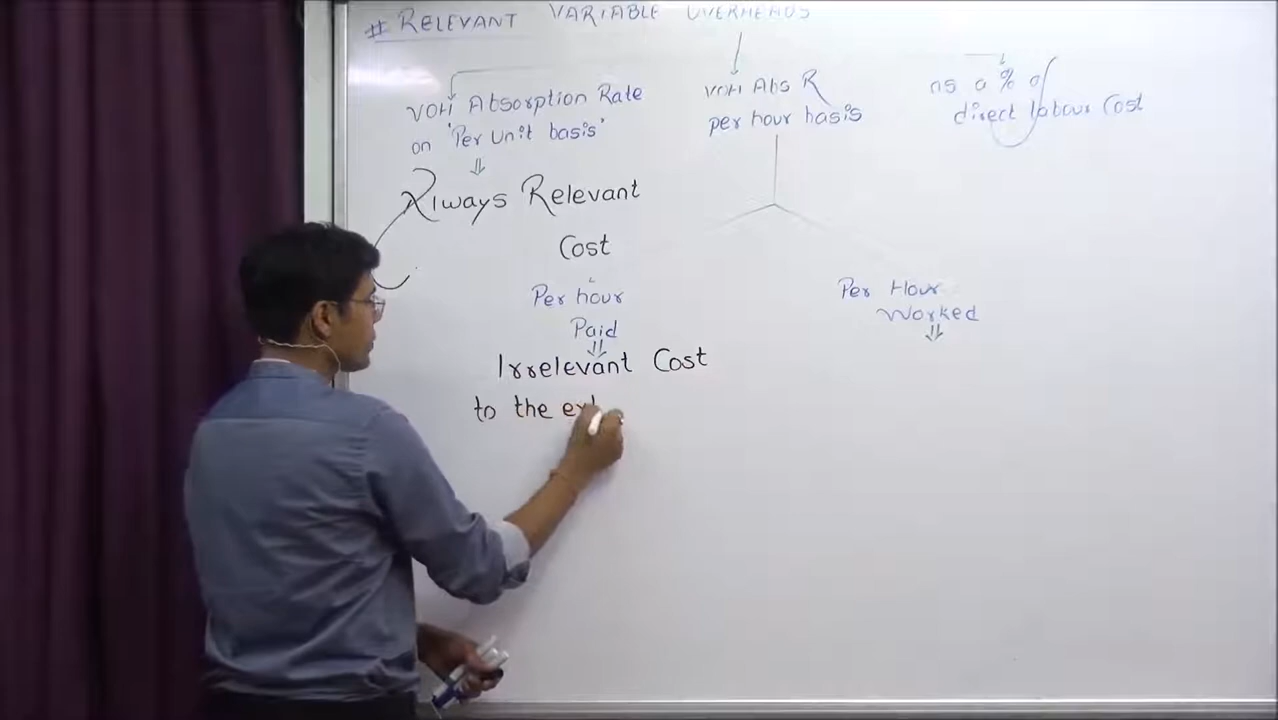 # RELEVANT VARIABLE OVERHEADS
VOH Absorption Rate
on 'Per Unit basis'
Always Relevant
Cost
VOH Abs R
per hour basis
as a % of
direct labour Cost
Per hour
Paid
Irrelevant Cost
to the ext
Per Hour
Worked